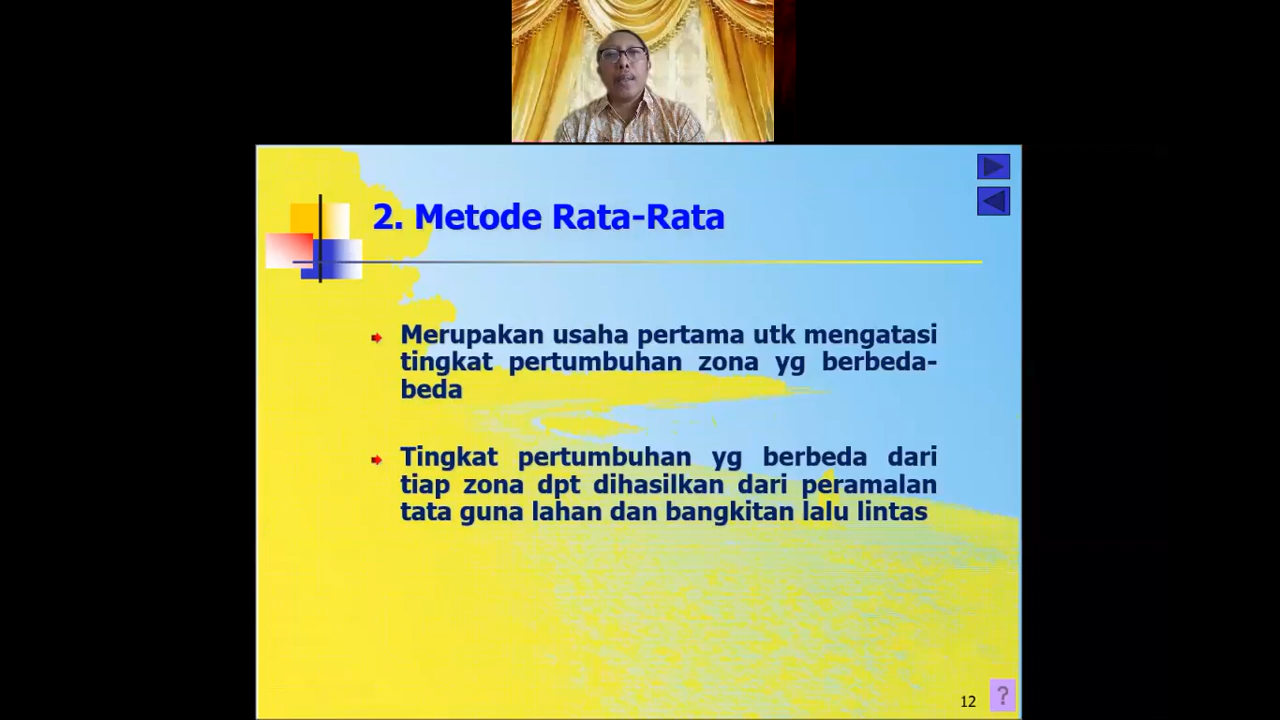 2. Metode Rata-Rata
Merupakan usaha pertama utk mengatasi
tingkat pertumbuhan zona yg berbeda-
beda
Tingkat pertumbuhan yg berbeda dari
tiap zona dpt dihasilkan dari peramalan
tata guna lahan dan bangkitan lalu lintas
12
?